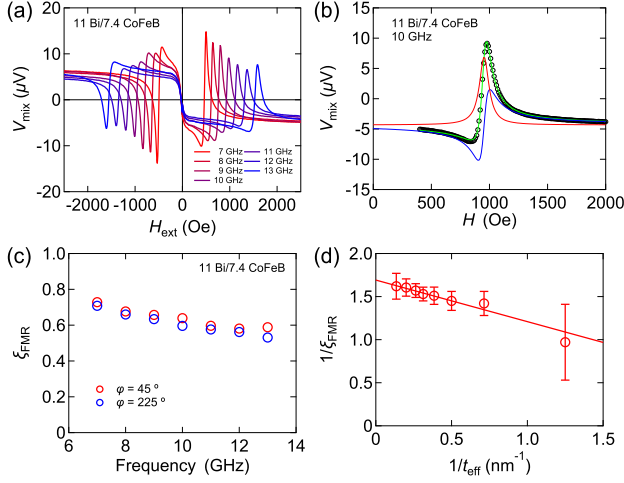 (a)
11 Bi/7.4 CoFeB
20
10
0
-10
-20
V_mix (μV)
7 GHz
8 GHz
9 GHz
10 GHz
11 GHz
12 GHz
13 GHz
-2000
0
2000
H_ext (Oe)
(b)
11 Bi/7.4 CoFeB
10 GHz
15
10
5
0
-5
-10
-15
V_mix (μV)
0
500
1000
1500
2000
H (Oe)
(c)
11 Bi/7.4 CoFeB
1.0
0.8
0.6
0.4
0.2
0.0
ξ_FMR
φ = 45 º
φ = 225 º
6
8
10
12
14
Frequency (GHz)
(d)
2.0
1.5
1.0
0.5
0.0
1/ξ_FMR
0.0
0.5
1.0
1.5
1/t_eff (nm⁻¹)